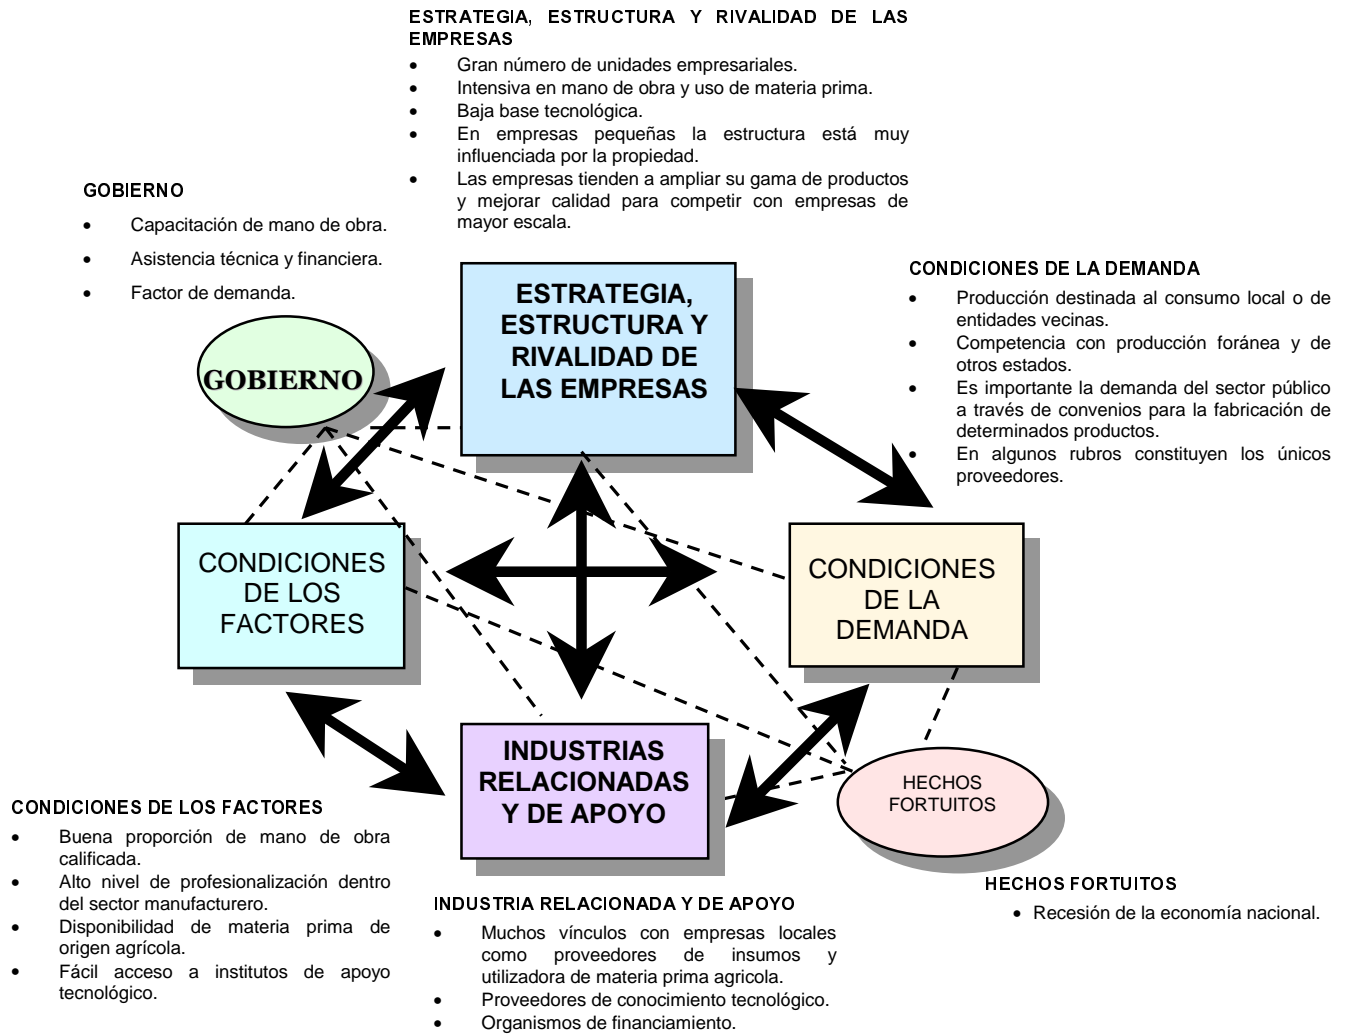 ESTRATEGIA, ESTRUCTURA Y RIVALIDAD DE LAS
EMPRESAS
• Gran número de unidades empresariales.
• Intensiva en mano de obra y uso de materia prima.
• Baja base tecnológica.
• En empresas pequeñas la estructura está muy
influenciada por la propiedad.
• Las empresas tienden a ampliar su gama de productos
y mejorar calidad para competir con empresas de
mayor escala.
GOBIERNO
• Capacitación de mano de obra.
• Asistencia técnica y financiera.
• Factor de demanda.
CONDICIONES DE LA DEMANDA
• Producción destinada al consumo local o de
entidades vecinas.
• Competencia con producción foránea y de
otros estados.
• Es importante la demanda del sector público
a través de convenios para la fabricación de
determinados productos.
• En algunos rubros constituyen los únicos
proveedores.
ESTRATEGIA,
ESTRUCTURA Y
RIVALIDAD DE
LAS EMPRESAS
GOBIERNO
CONDICIONES
DE LOS
FACTORES
CONDICIONES
DE LA
DEMANDA
INDUSTRIAS
RELACIONADAS
Y DE APOYO
HECHOS
FORTUITOS
CONDICIONES DE LOS FACTORES
• Buena proporción de mano de obra
calificada.
• Alto nivel de profesionalización dentro
del sector manufacturero.
• Disponibilidad de materia prima de
origen agrícola.
• Fácil acceso a institutos de apoyo
tecnológico.
INDUSTRIA RELACIONADA Y DE APOYO
• Muchos vínculos con empresas locales
como proveedores de insumos y
utilizadora de materia prima agricola.
• Proveedores de conocimiento tecnológico.
• Organismos de financiamiento.
HECHOS FORTUITOS
• Recesión de la economía nacional.